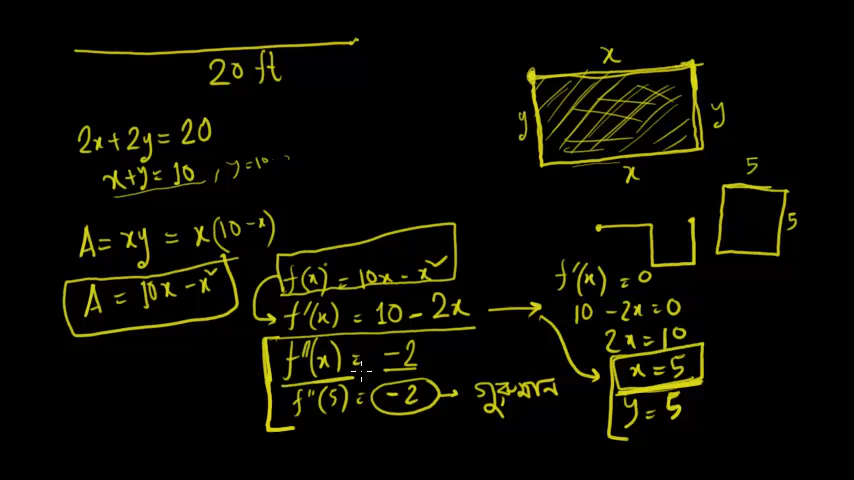 20 ft
2x+2y=20
x+y=10, y=10
A=xy = x(10-x)
A = 10x-x²
f(x) = 10x-x²
f'(x) = 10-2x
f''(x) = -2
f''(5) = -2 → গুরুমান
x
y
y
x
5
5
f'(x) = 0
10-2x=0
2x=10
x=5
y=5